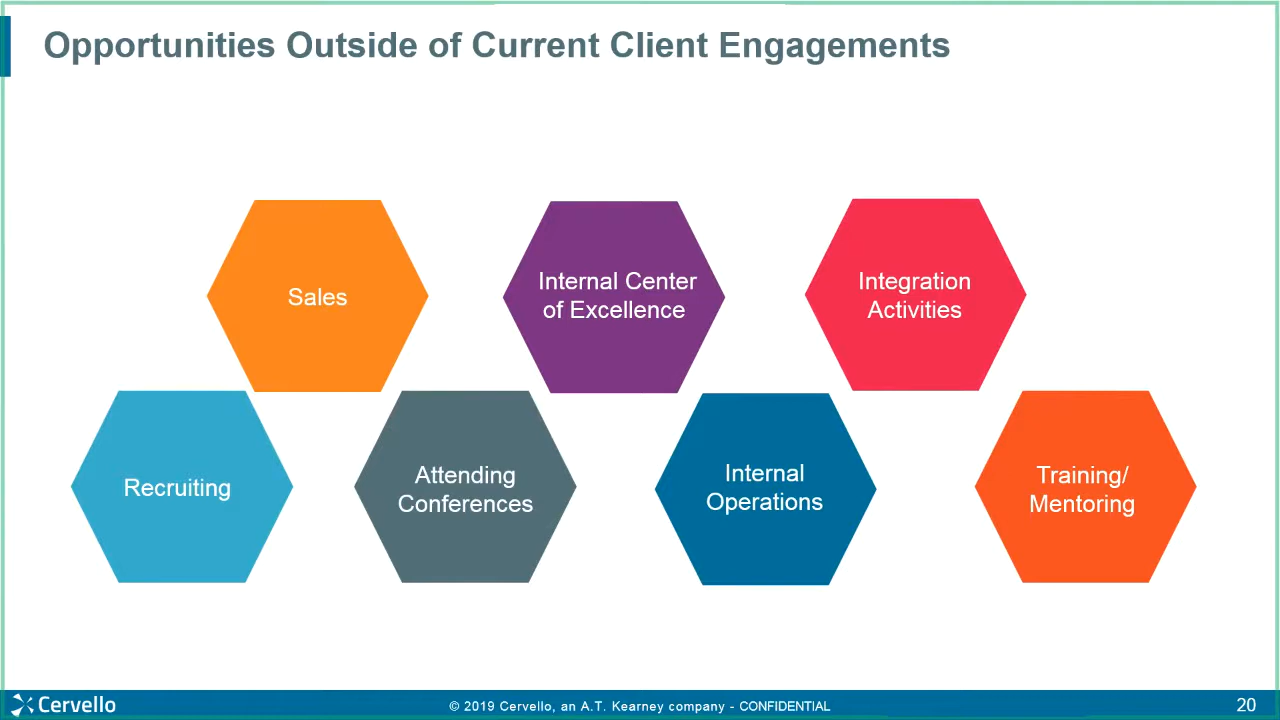 Opportunities Outside of Current Client Engagements
Sales
Internal Center
of Excellence
Integration
Activities
Recruiting
Attending
Conferences
Internal
Operations
Training/
Mentoring
Cervello
© 2019 Cervello, an A.T. Kearney company - CONFIDENTIAL
20